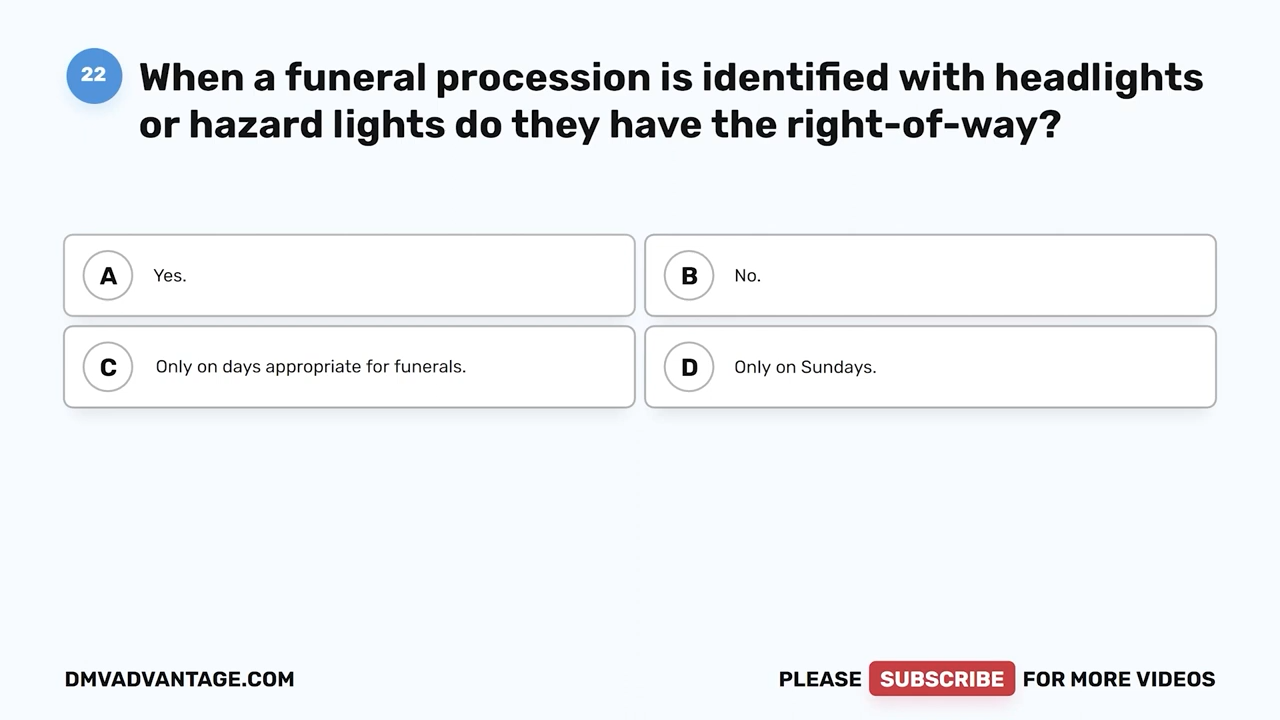 22
When a funeral procession is identified with headlights
or hazard lights do they have the right-of-way?
A Yes.
B No.
C Only on days appropriate for funerals.
D Only on Sundays.
DMVADVANTAGE.COM
PLEASE SUBSCRIBE FOR MORE VIDEOS